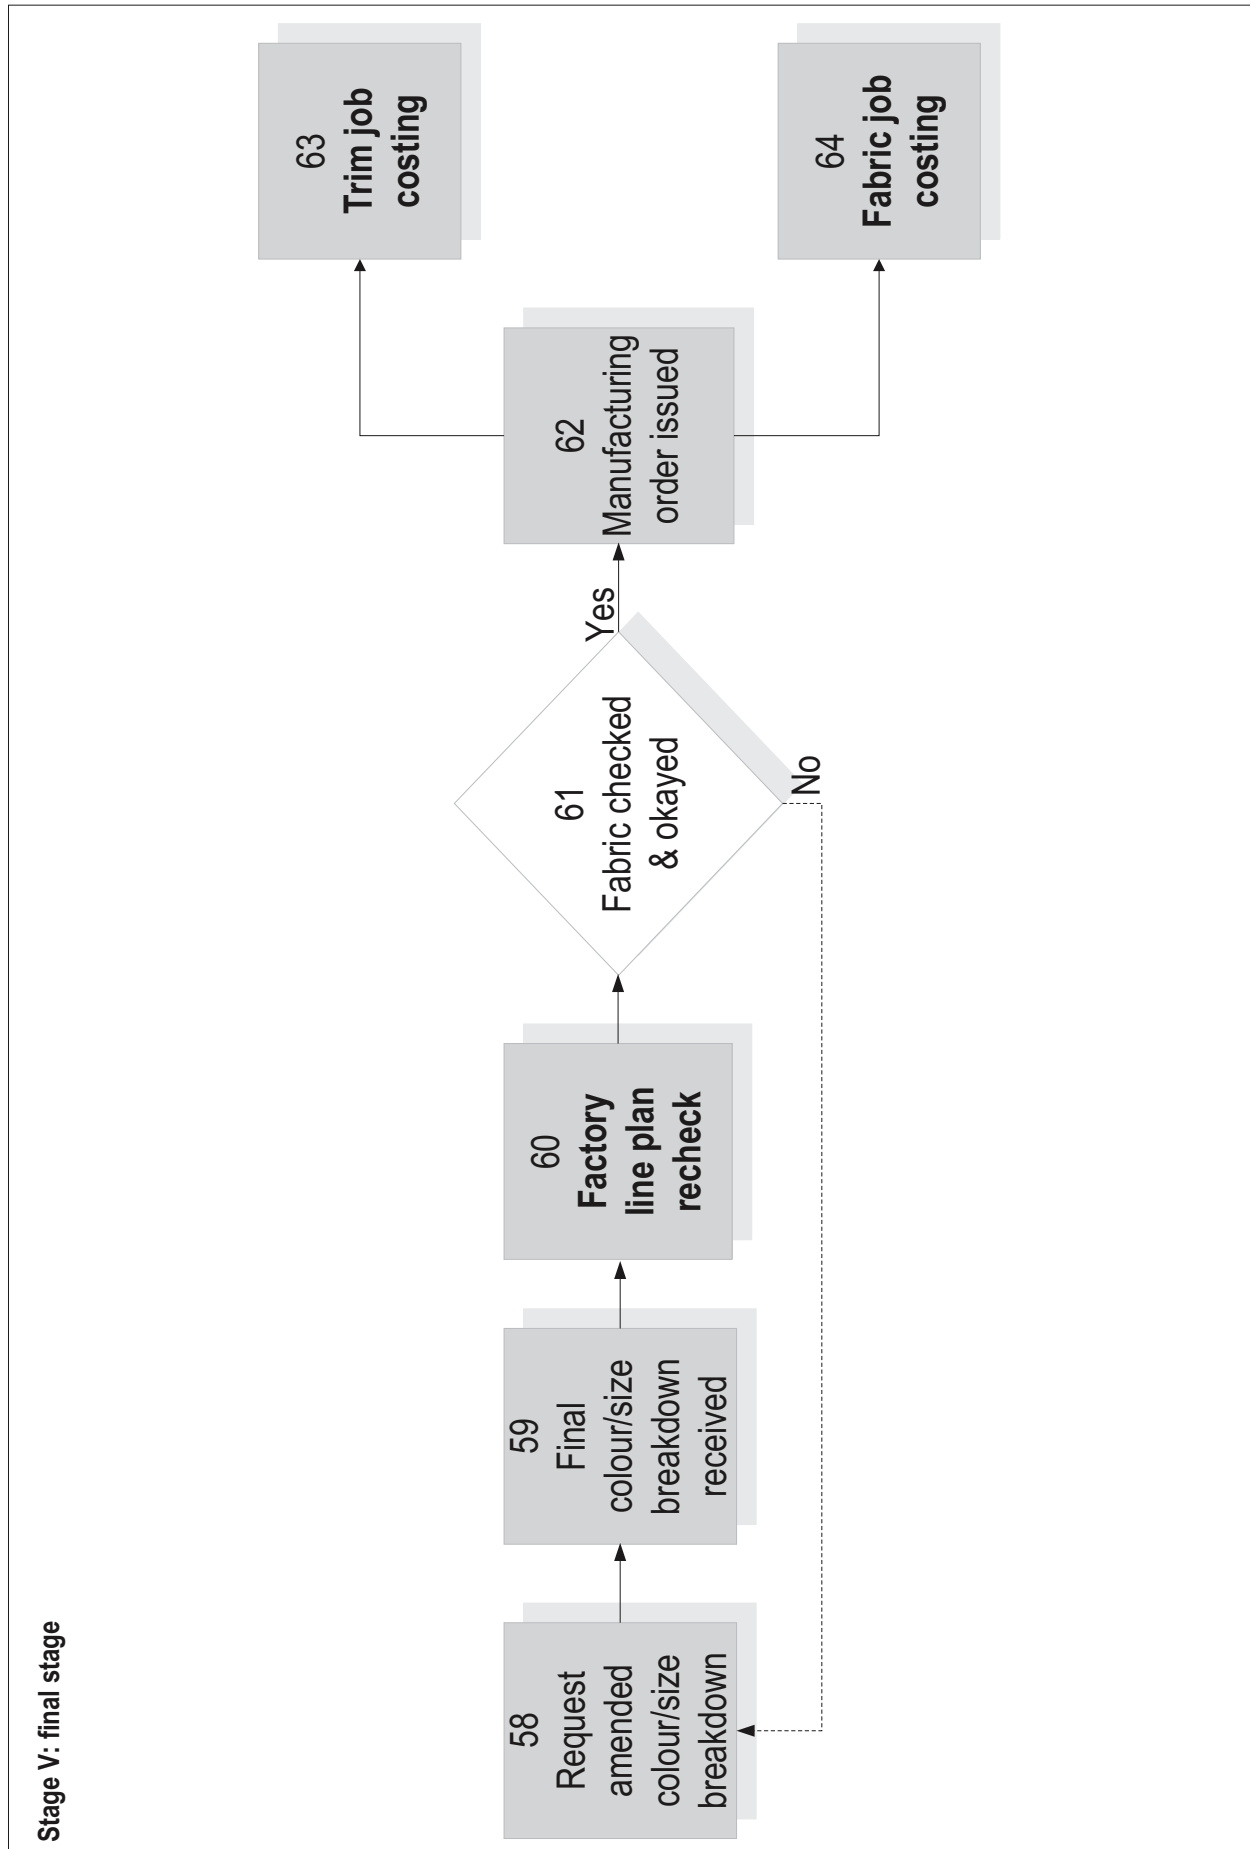 Stage V: final stage
58
Request
amended
colour/size
breakdown
59
Final
colour/size
breakdown
received
60
Factory
line plan
recheck
61
Fabric checked
& okayed
Yes
No
62
Manufacturing
order issued
63
Trim job
costing
64
Fabric job
costing